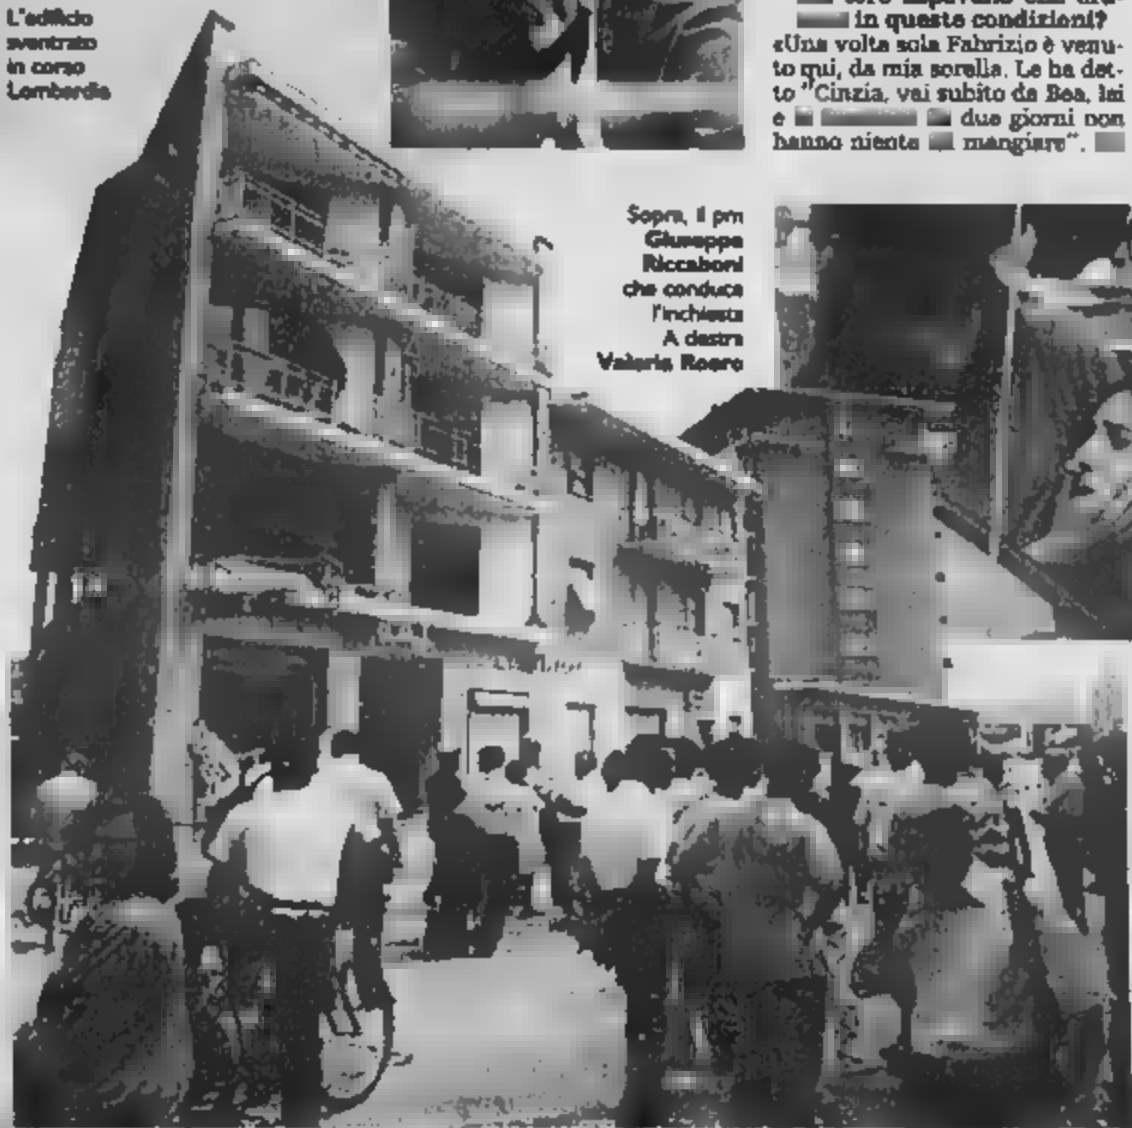 L'edificio
sventrato
in corso
Lombardia
in queste condizioni?
«Una volta sola Fabrizio è venu-
to qui, da mia sorella. Le ha det-
to "Cinzia, vai subito da Bea, lei
e due giorni non
hanno niente mangiare".
Sopra, il pm
Giuseppe
Riccaboni
che conduce
l'inchiesta
A destra
Valeria Roero